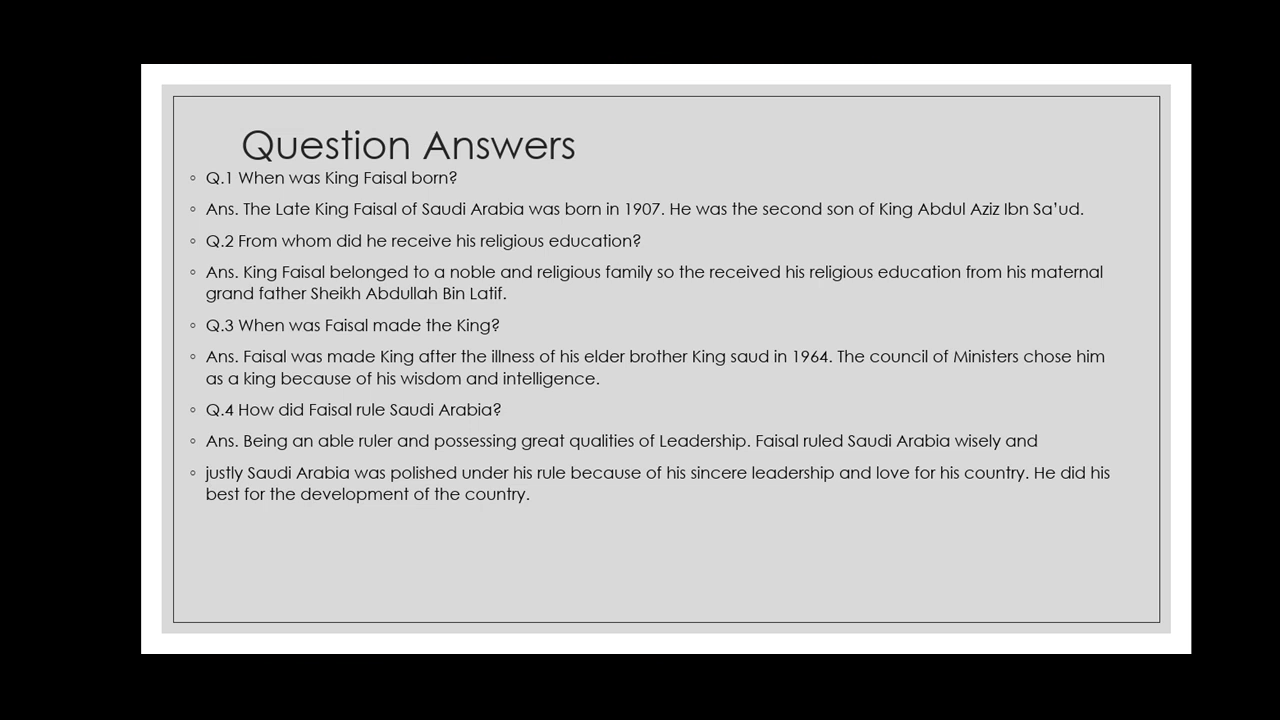 Question Answers
◦ Q.1 When was King Faisal born?
◦ Ans. The Late King Faisal of Saudi Arabia was born in 1907. He was the second son of King Abdul Aziz Ibn Sa’ud.
◦ Q.2 From whom did he receive his religious education?
◦ Ans. King Faisal belonged to a noble and religious family so the received his religious education from his maternal
grand father Sheikh Abdullah Bin Latif.
◦ Q.3 When was Faisal made the King?
◦ Ans. Faisal was made King after the illness of his elder brother King saud in 1964. The council of Ministers chose him
as a king because of his wisdom and intelligence.
◦ Q.4 How did Faisal rule Saudi Arabia?
◦ Ans. Being an able ruler and possessing great qualities of Leadership. Faisal ruled Saudi Arabia wisely and
◦ justly Saudi Arabia was polished under his rule because of his sincere leadership and love for his country. He did his
best for the development of the country.